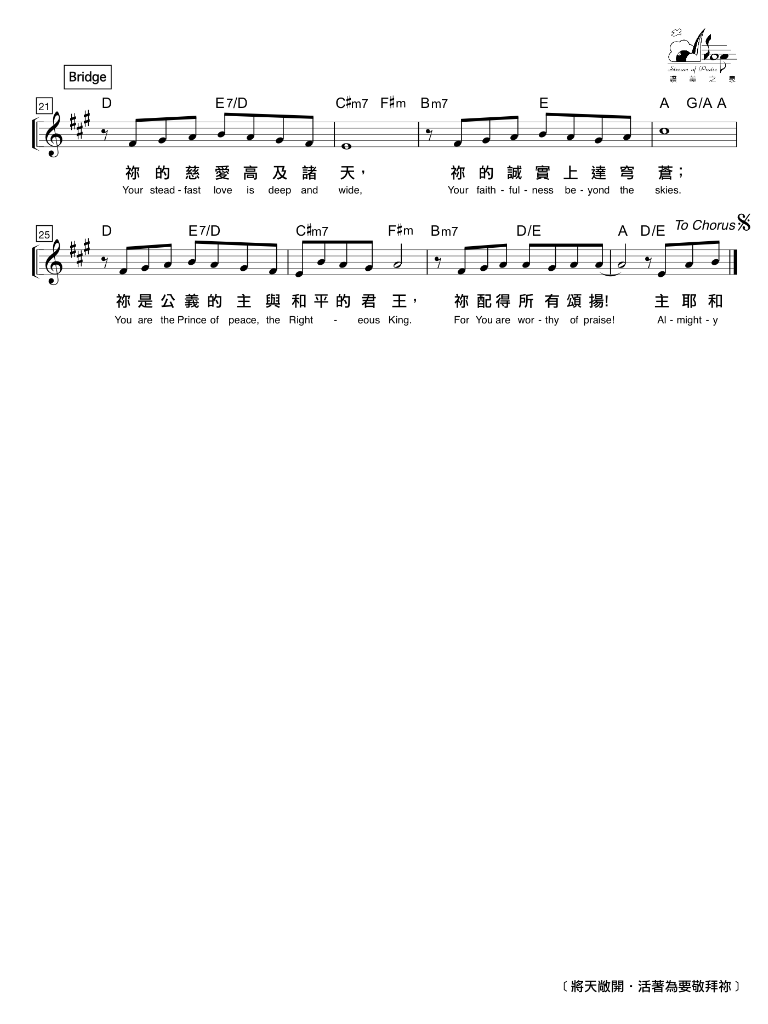 Stream of Praise
讚美之泉
Bridge
21 D E7/D C♯m7 F♯m Bm7 E A G/A A
祢的慈愛高及諸天， 祢的誠實上達穹蒼；
Your stead-fast love is deep and wide, Your faith-ful-ness be-yond the skies.
To Chorus
25 D E7/D C♯m7 F♯m Bm7 D/E A D/E
祢是公義的主與和平的君王， 祢配得所有頌揚! 主耶和
You are the Prince of peace, the Right - eous King. For You are wor-thy of praise! Al-might-y
﹝將天敞開．活著為要敬拜祢﹞